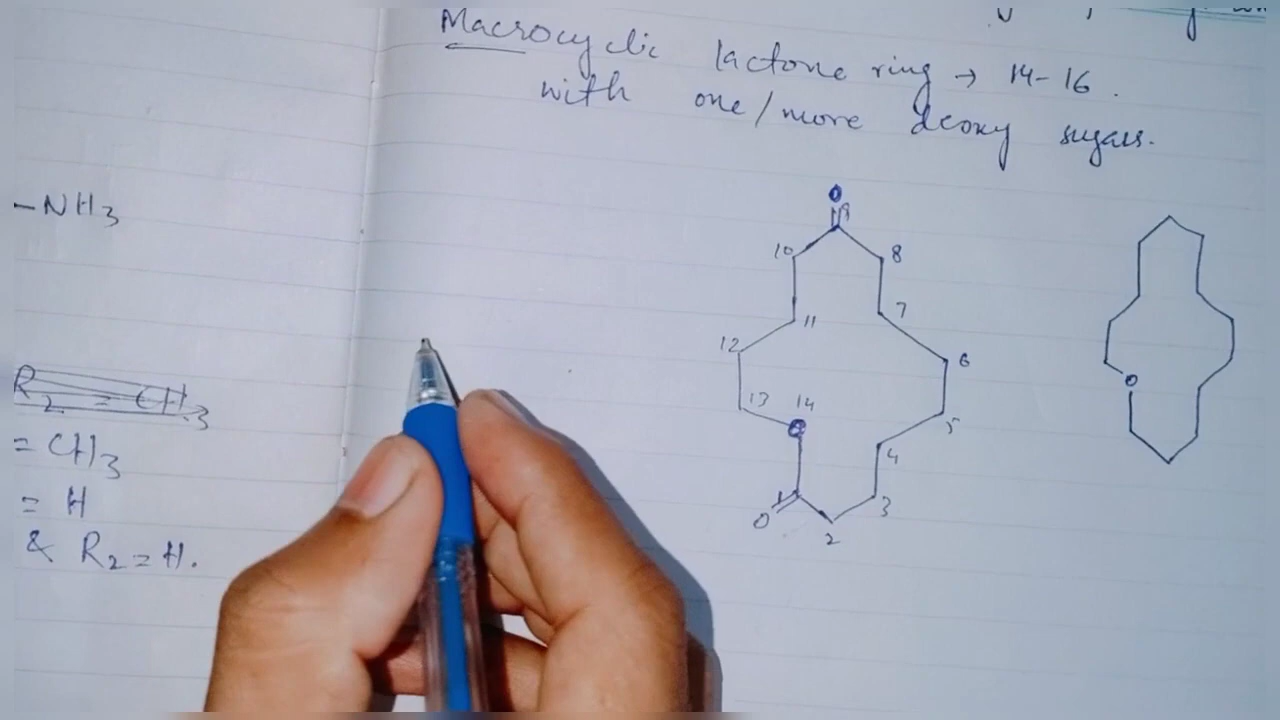 Macrocyclic lactone ring → 14-16.
with one/more deoxy sugars.
-NH3
R2 = CH3
= CH3
= H
& R2 = H.
O
9
10
8
11
7
12
6
13
14
5
4
1
3
O
2
O